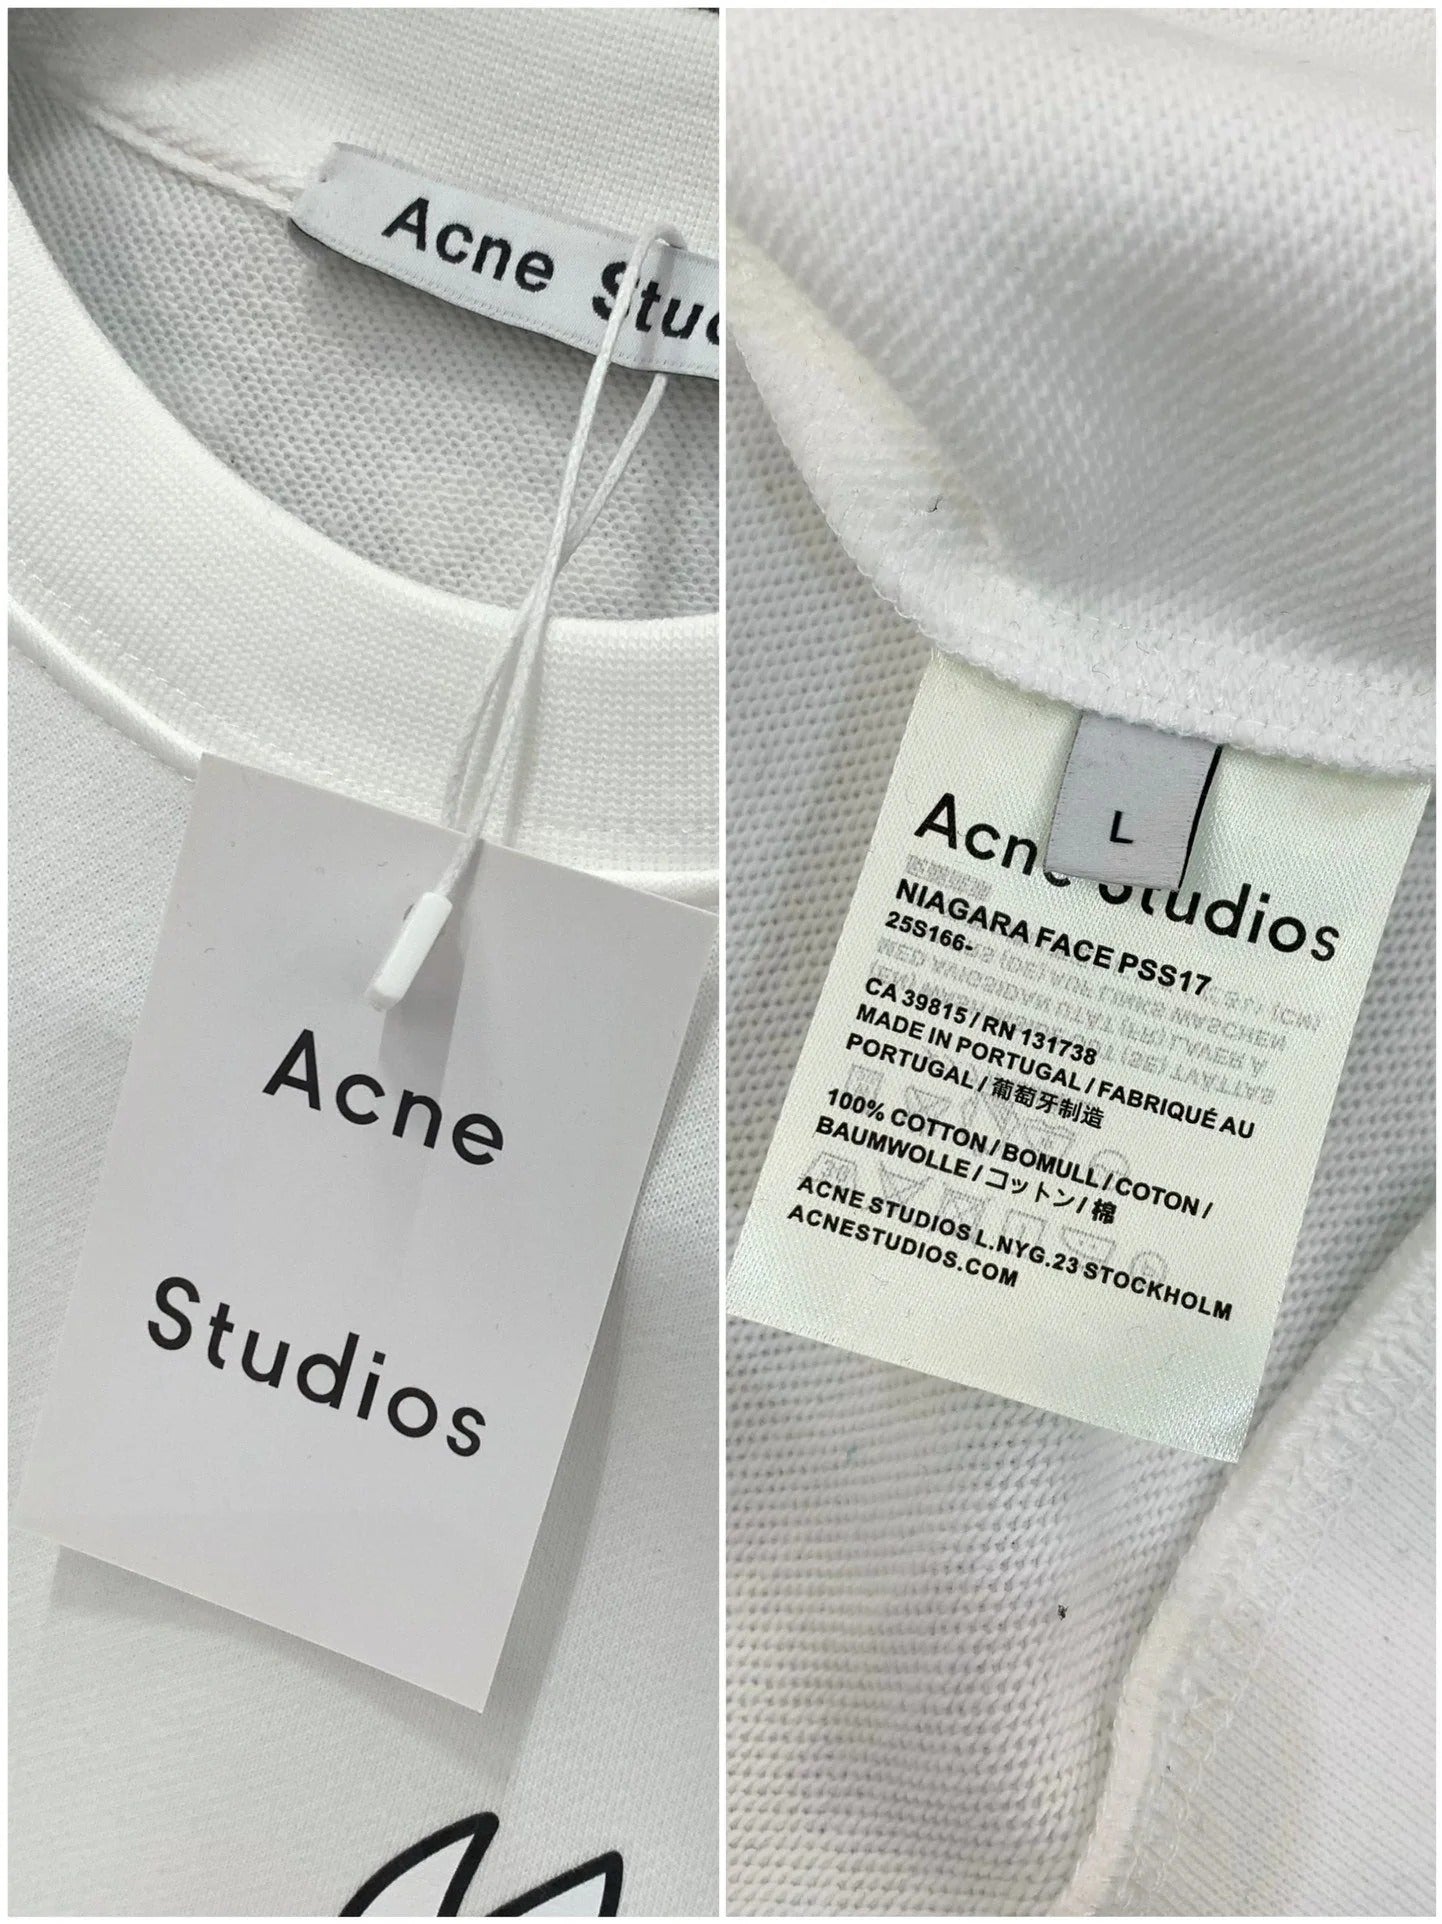 Acne Stu
Acne
Studios
L
Acne Studios
NIAGARA FACE PSS17
25S166-
CA 39815 / RN 131738
MADE IN PORTUGAL / FABRIQUÉ AU
PORTUGAL / 葡萄牙制造
100% COTTON / BOMULL / COTON /
BAUMWOLLE / コットン / 棉
ACNE STUDIOS L.NYG.23 STOCKHOLM
ACNESTUDIOS.COM